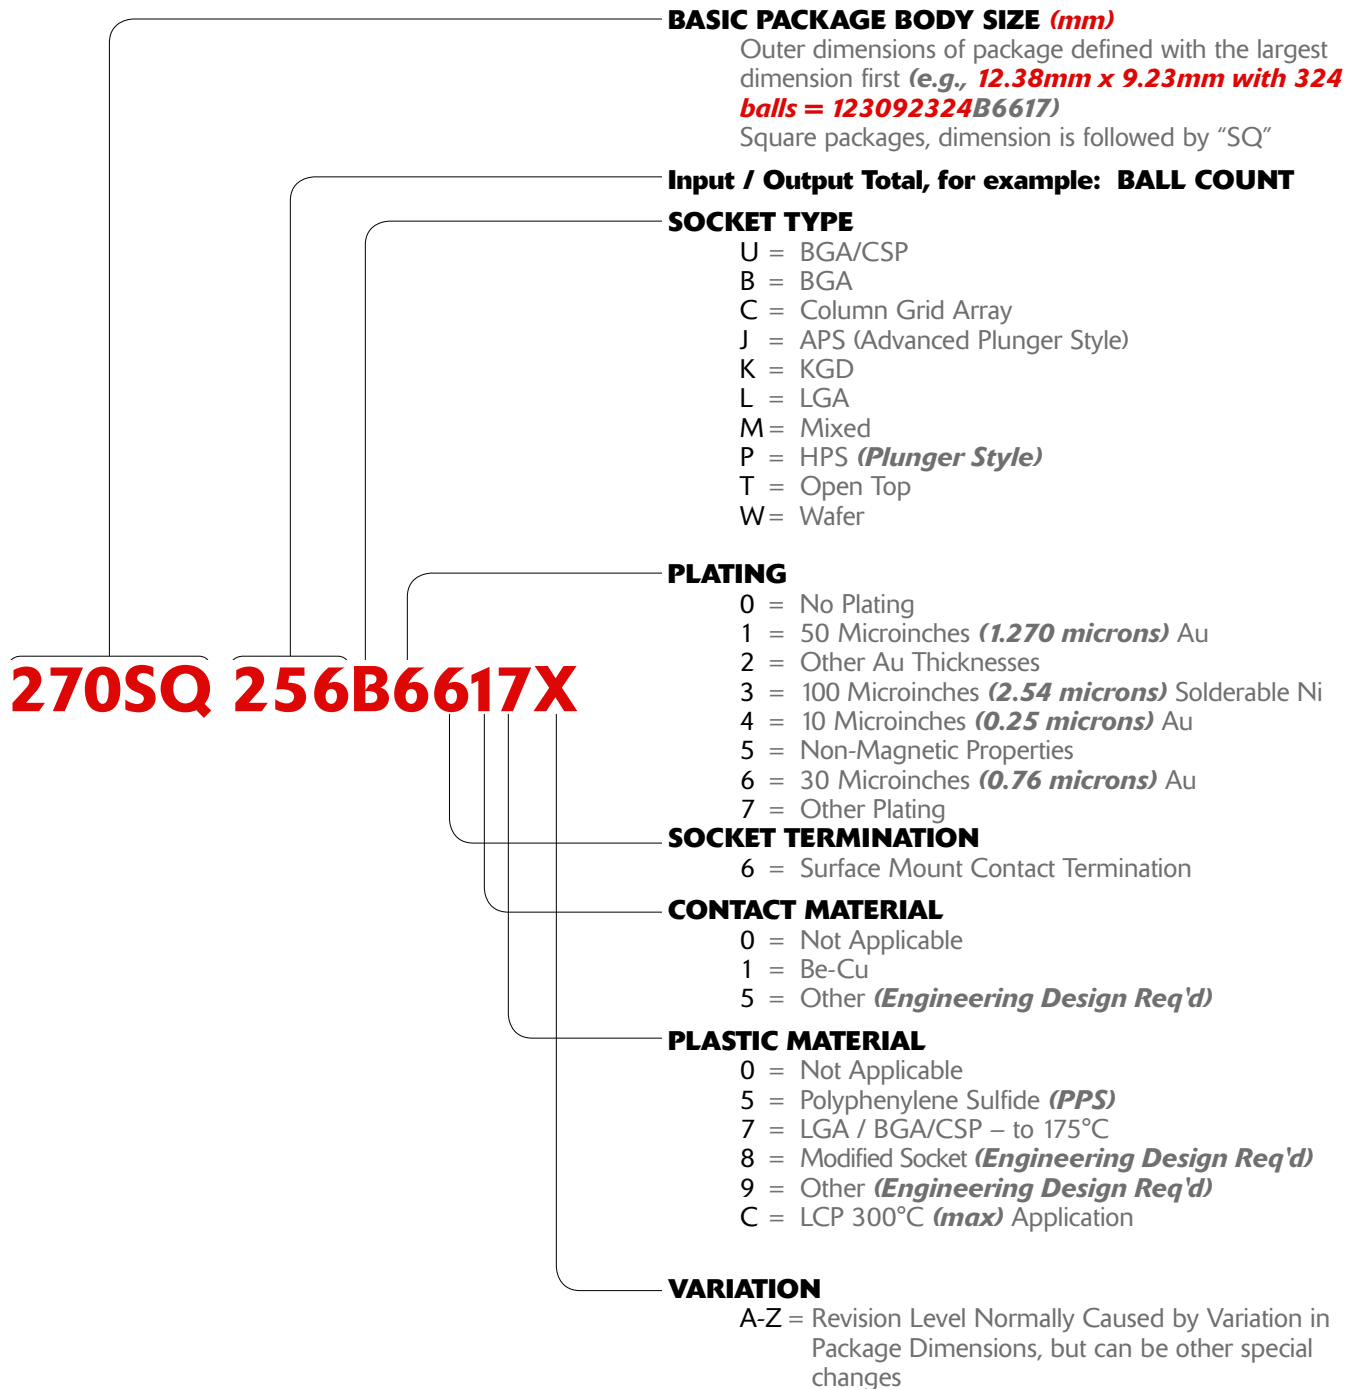 BASIC PACKAGE BODY SIZE (mm)
Outer dimensions of package defined with the largest
dimension first (e.g., 12.38mm x 9.23mm with 324
balls = 123092324B6617)
Square packages, dimension is followed by “SQ”
Input / Output Total, for example: BALL COUNT
SOCKET TYPE
U = BGA/CSP
B = BGA
C = Column Grid Array
J = APS (Advanced Plunger Style)
K = KGD
L = LGA
M = Mixed
P = HPS (Plunger Style)
T = Open Top
W = Wafer
PLATING
0 = No Plating
1 = 50 Microinches (1.270 microns) Au
2 = Other Au Thicknesses
3 = 100 Microinches (2.54 microns) Solderable Ni
4 = 10 Microinches (0.25 microns) Au
5 = Non-Magnetic Properties
6 = 30 Microinches (0.76 microns) Au
7 = Other Plating
270SQ 256B6617X
SOCKET TERMINATION
6 = Surface Mount Contact Termination
CONTACT MATERIAL
0 = Not Applicable
1 = Be-Cu
5 = Other (Engineering Design Req'd)
PLASTIC MATERIAL
0 = Not Applicable
5 = Polyphenylene Sulfide (PPS)
7 = LGA / BGA/CSP – to 175°C
8 = Modified Socket (Engineering Design Req'd)
9 = Other (Engineering Design Req'd)
C = LCP 300°C (max) Application
VARIATION
A-Z = Revision Level Normally Caused by Variation in
Package Dimensions, but can be other special
changes